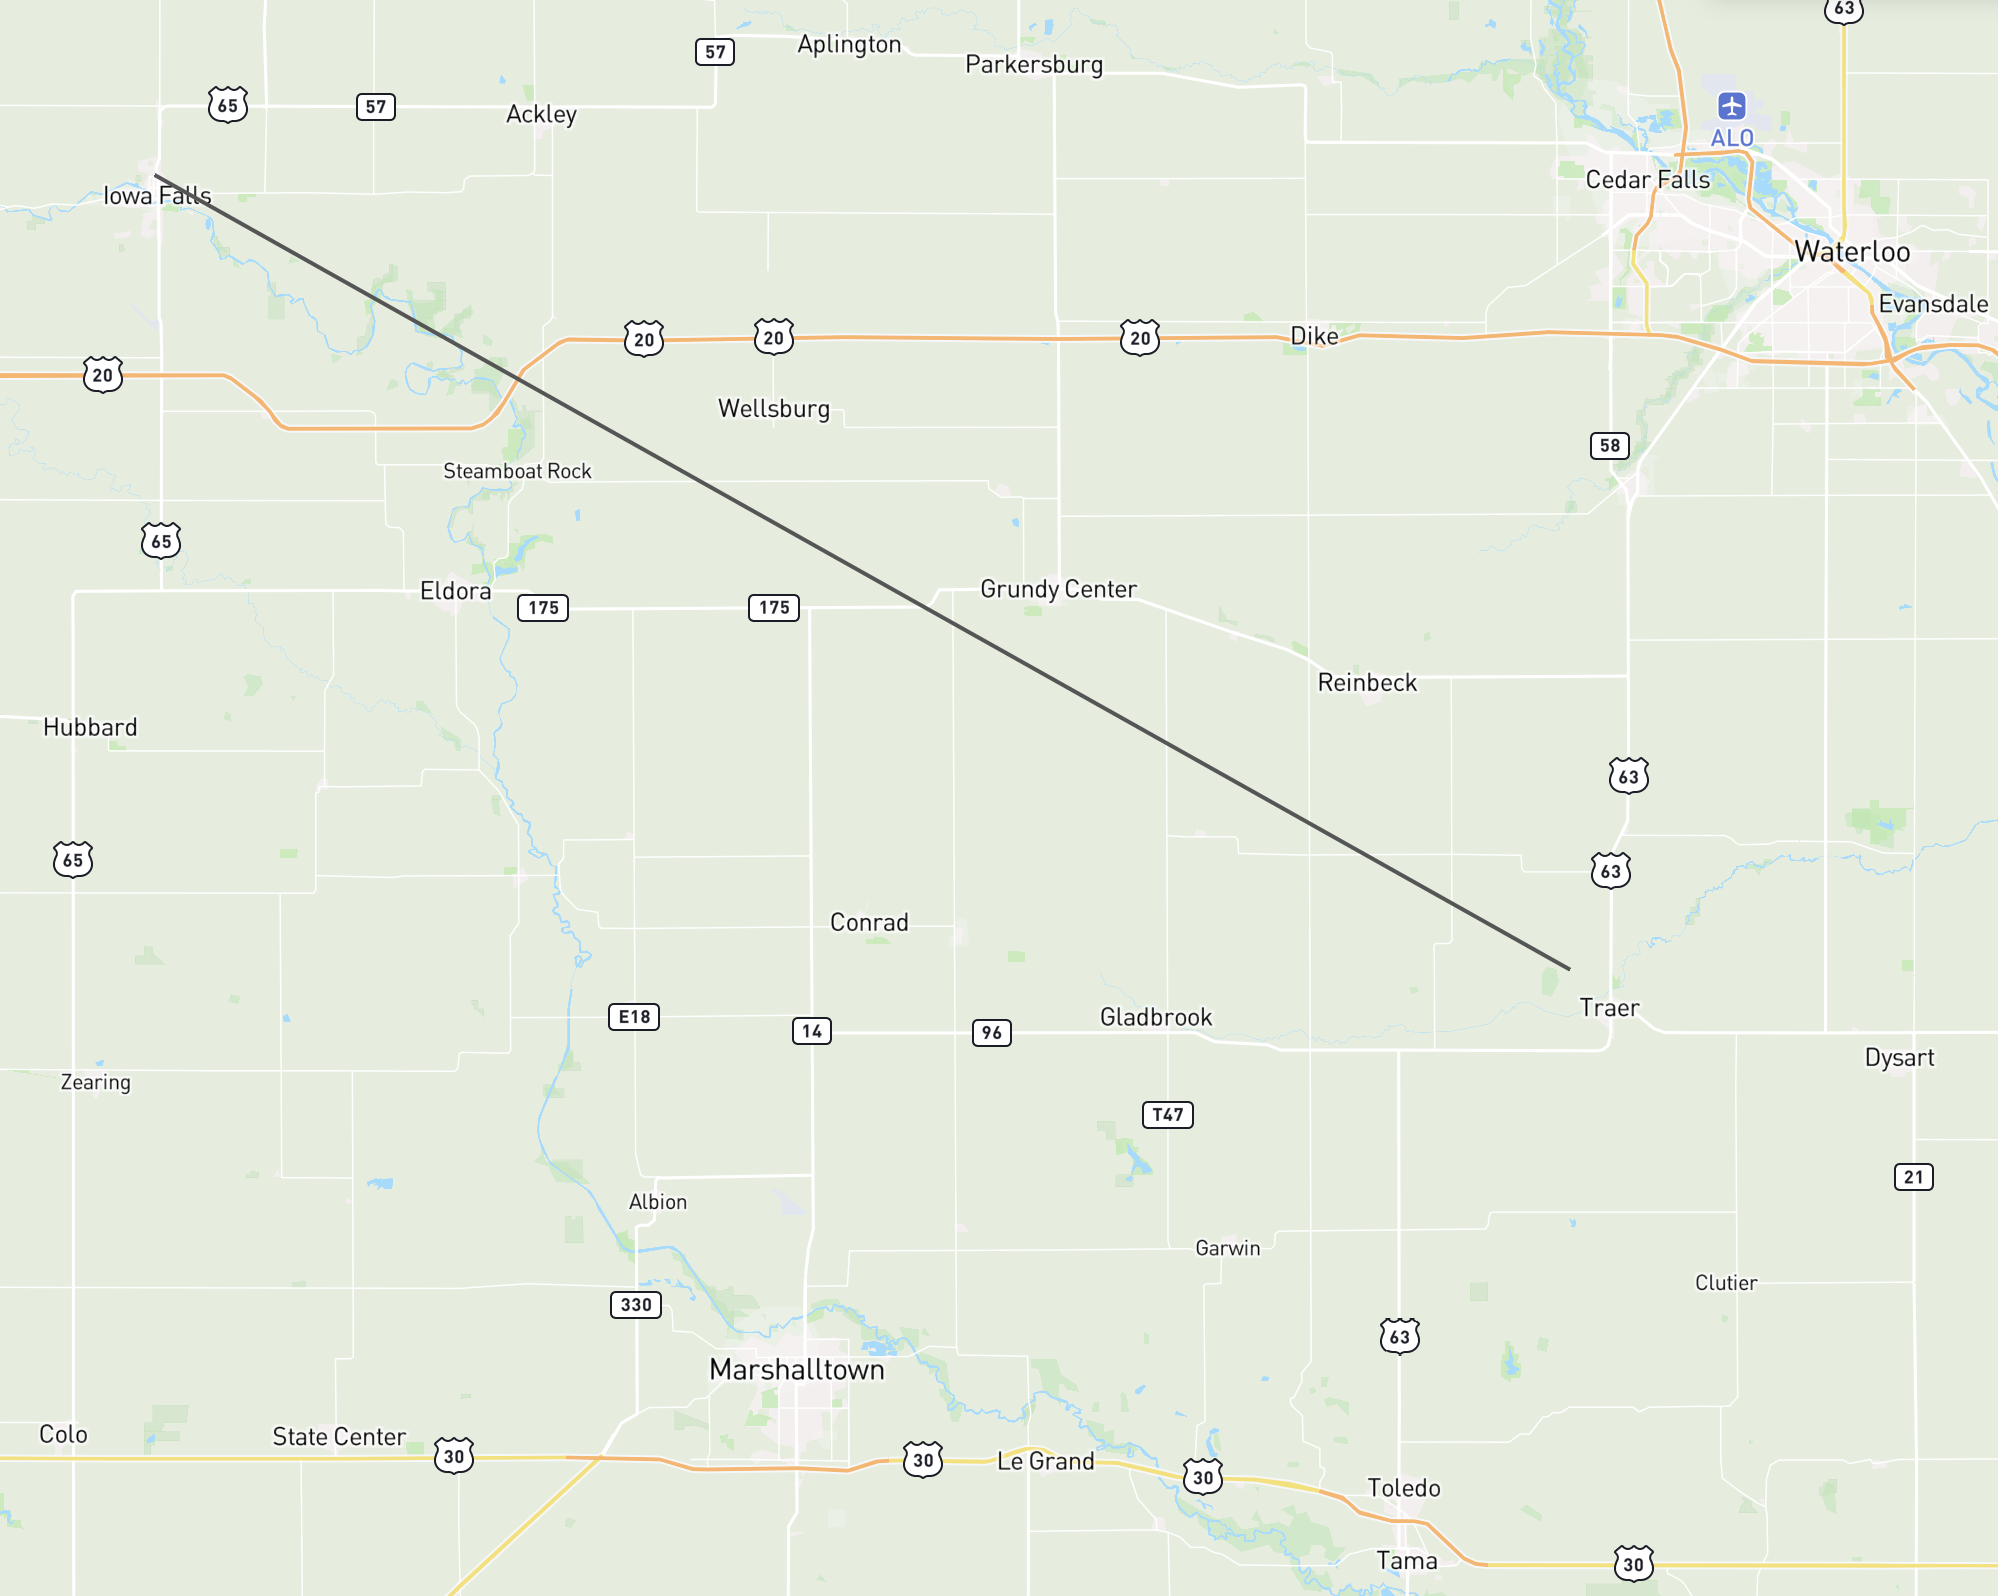 63
Aplington
57
Parkersburg
65
57
Ackley
ALO
Cedar Falls
Iowa Falls
Waterloo
Evansdale
20
20
20
Dike
20
Wellsburg
58
Steamboat Rock
65
Eldora
175
175
Grundy Center
Reinbeck
Hubbard
63
65
63
Conrad
Traer
E18
14
96
Gladbrook
Dysart
Zearing
T47
21
Albion
Garwin
Clutier
330
63
Marshalltown
Colo
State Center
30
30
Le Grand
30
Toledo
Tama
30